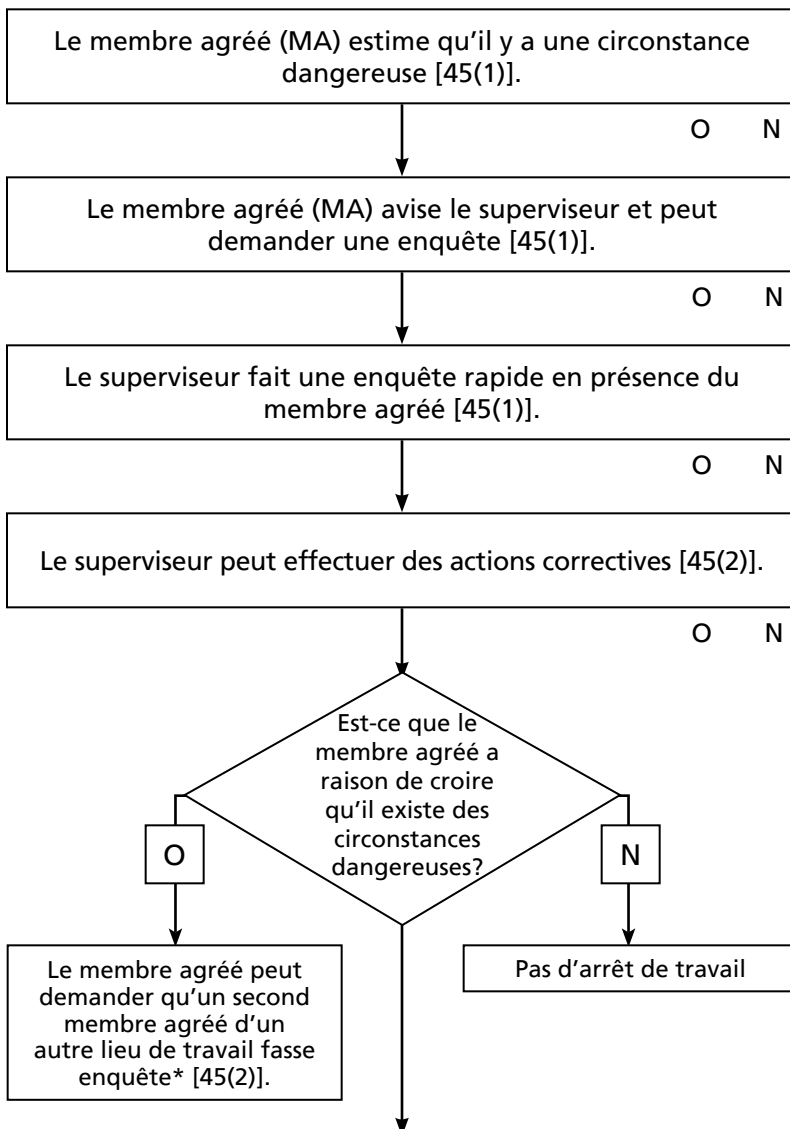 Le membre agréé (MA) estime qu'il y a une circonstance
dangereuse [45(1)].
O N
Le membre agréé (MA) avise le superviseur et peut
demander une enquête [45(1)].
O N
Le superviseur fait une enquête rapide en présence du
membre agréé [45(1)].
O N
Le superviseur peut effectuer des actions correctives [45(2)].
O N
Est-ce que le
membre agréé a
raison de croire
qu'il existe des
circonstances
dangereuses?
O
N
Le membre agréé peut
demander qu'un second
membre agréé d'un
autre lieu de travail fasse
enquête* [45(2)].
Pas d'arrêt de travail